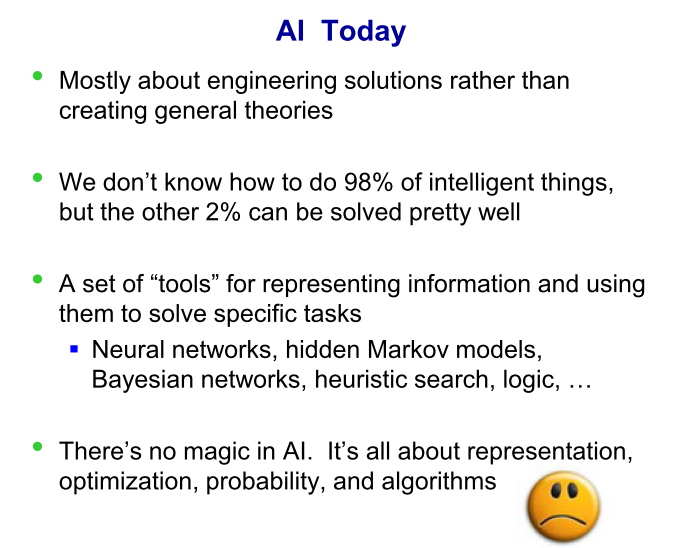 AI Today
• Mostly about engineering solutions rather than
creating general theories
• We don’t know how to do 98% of intelligent things,
but the other 2% can be solved pretty well
• A set of “tools” for representing information and using
them to solve specific tasks
▪ Neural networks, hidden Markov models,
Bayesian networks, heuristic search, logic, …
• There’s no magic in AI. It’s all about representation,
optimization, probability, and algorithms